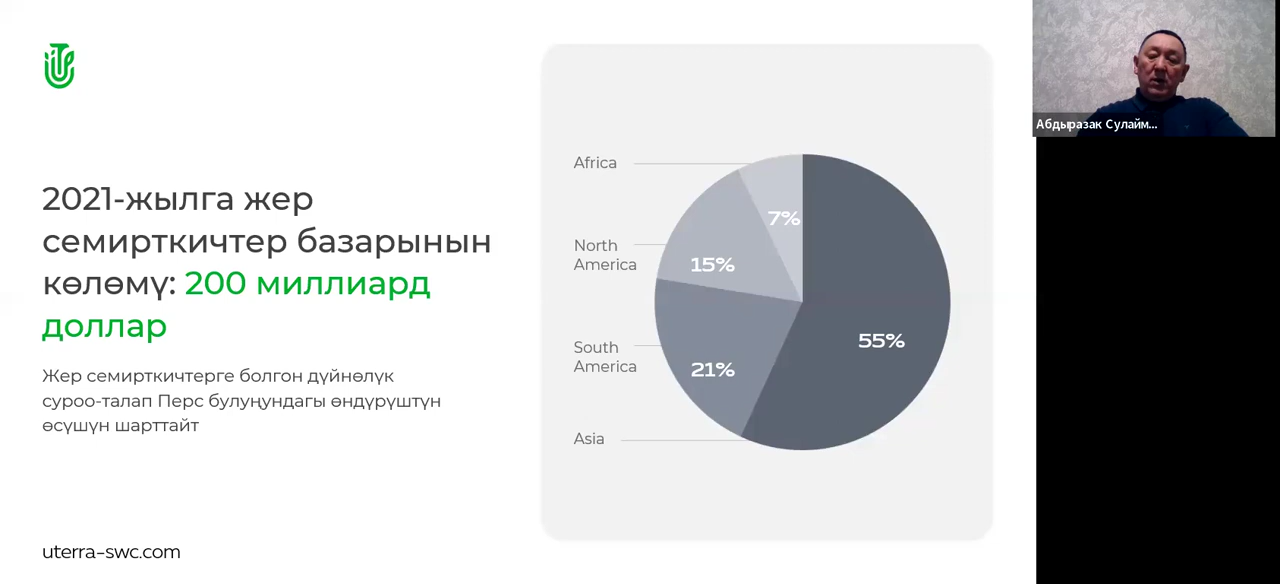 2021-жылга жер
семирткичтер базарынын
көлөмү: 200 миллиард
доллар
Жер семирткичтерге болгон дүйнөлүк
суроо-талап Перс булуңундагы өндүрүштүн
өсүшүн шарттайт
uterra-swc.com
Africa
7%
North
America
15%
South
America
21%
55%
Asia
Абдыразак Сулайм...